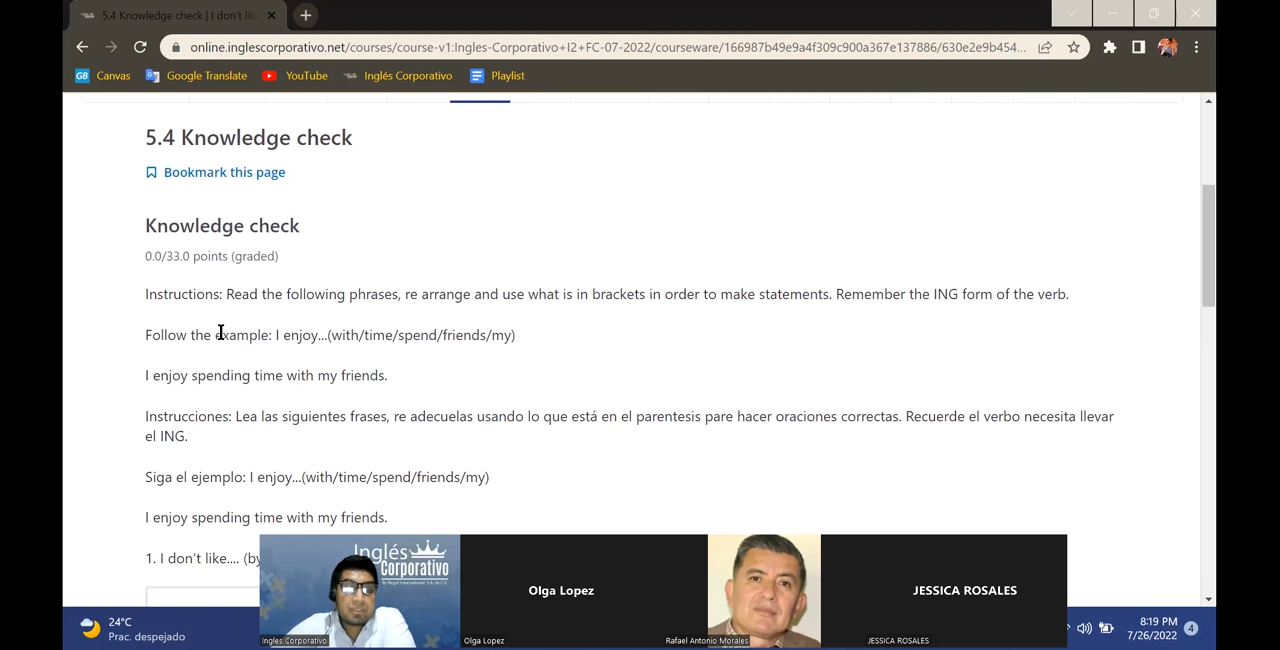 5.4 Knowledge check | I don't lik
online.inglescorporativo.net/courses/course-v1:Ingles-Corporativo+I2+FC-07-2022/courseware/166987b49e9a4f309c900a367e137886/630e2e9b454...
GB Canvas Google Translate YouTube Inglés Corporativo Playlist
5.4 Knowledge check
Bookmark this page
Knowledge check
0.0/33.0 points (graded)
Instructions: Read the following phrases, re arrange and use what is in brackets in order to make statements. Remember the ING form of the verb.
Follow the example: I enjoy...(with/time/spend/friends/my)
I enjoy spending time with my friends.
Instrucciones: Lea las siguientes frases, re adecuelas usando lo que está en el parentesis pare hacer oraciones correctas. Recuerde el verbo necesita llevar
el ING.
Siga el ejemplo: I enjoy...(with/time/spend/friends/my)
I enjoy spending time with my friends.
1. I don't like.... (by
Inglés
Corporativo
Ingles Corporativo
Olga Lopez
Olga Lopez
Rafael Antonio Morales
JESSICA ROSALES
JESSICA ROSALES
24°C
Prac. despejado
8:19 PM
7/26/2022
4